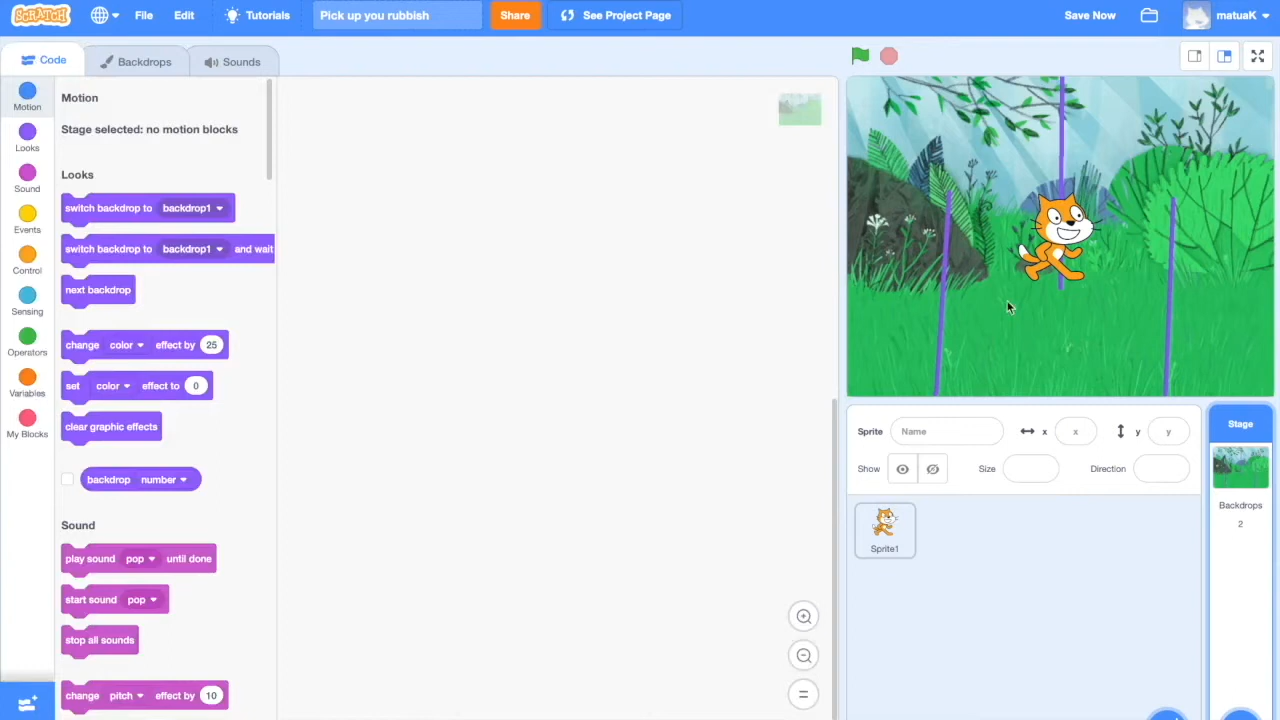 SCRATCH File Edit Tutorials Pick up you rubbish Share See Project Page Save Now matuaK
Code Backdrops Sounds
Motion
Looks
Sound
Events
Control
Sensing
Operators
Variables
My Blocks
Motion
Stage selected: no motion blocks
Looks
switch backdrop to backdrop1
switch backdrop to backdrop1 and wait
next backdrop
change color effect by 25
set color effect to 0
clear graphic effects
backdrop number
Sound
play sound pop until done
start sound pop
stop all sounds
change pitch effect by 10
Sprite Name x x y y
Show Size Direction
Sprite1
Stage
Backdrops
2